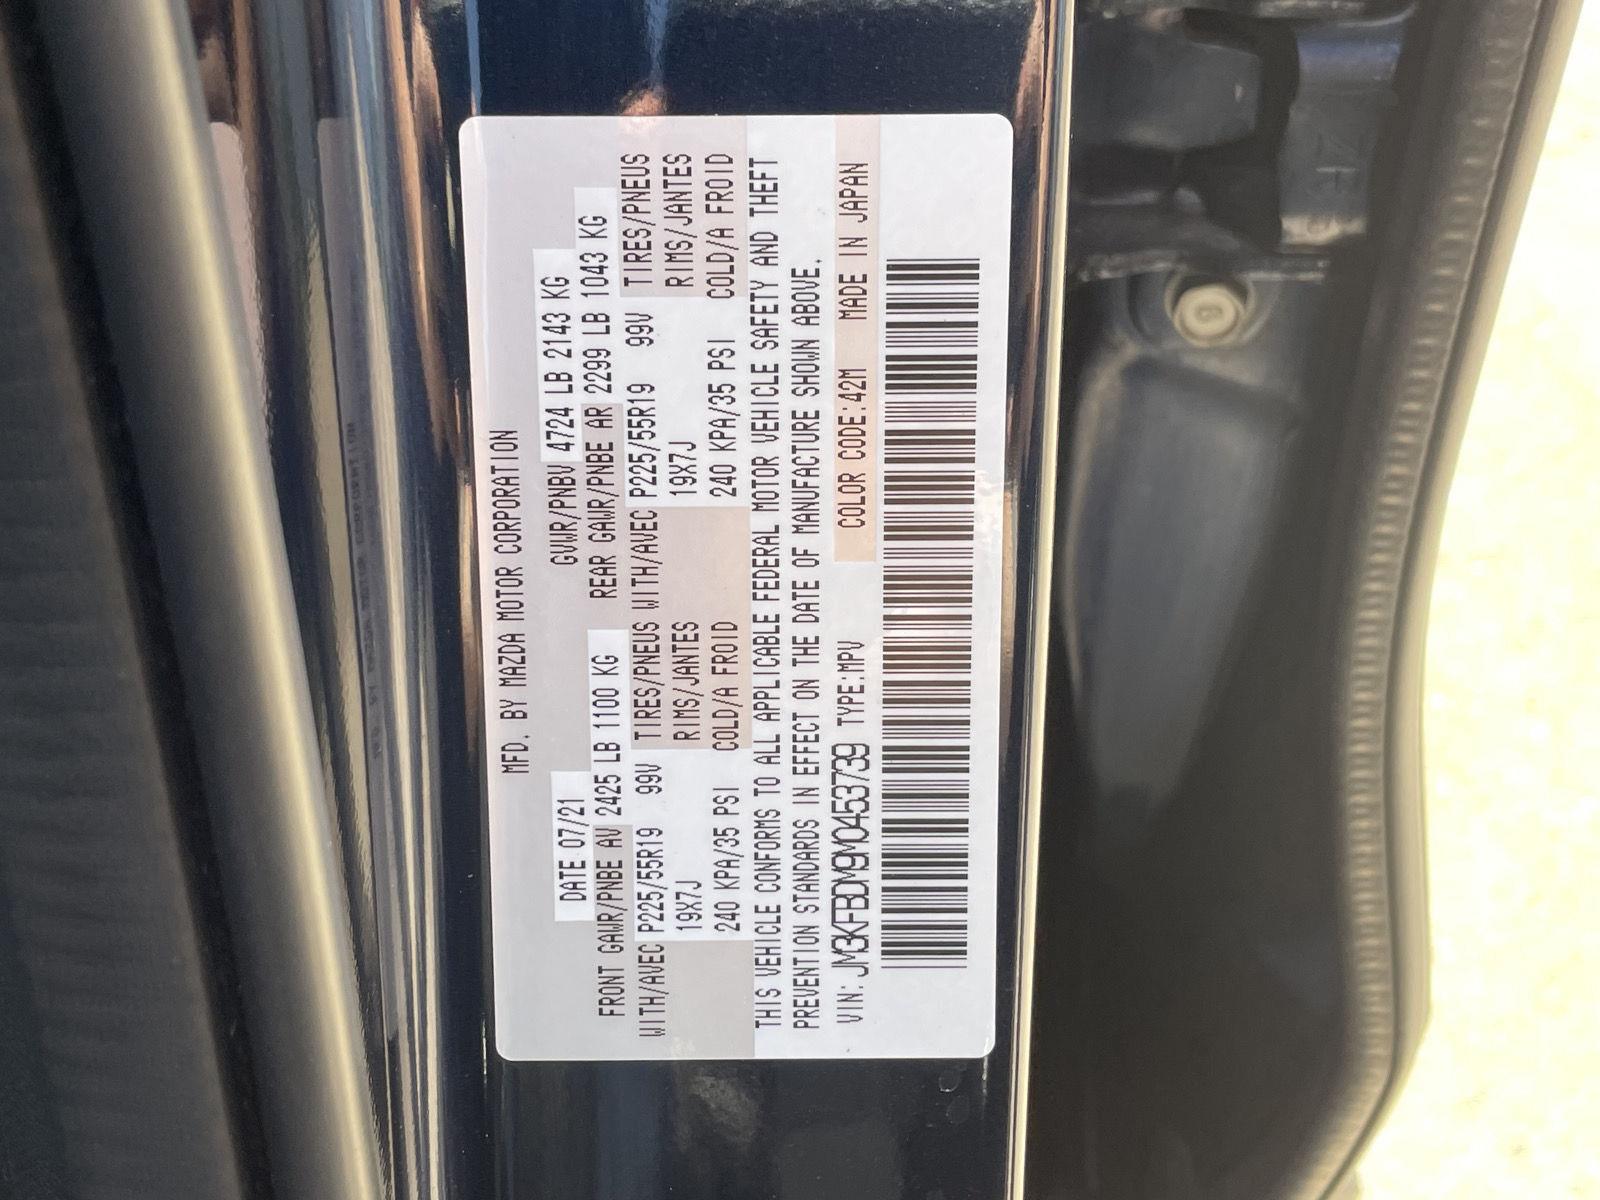 MFD. BY MAZDA MOTOR CORPORATION
DATE 07/21 GVWR/PNBV 4724 LB 2143 KG
FRONT GAWR/PNBE AV 2425 LB 1100 KG REAR GAWR/PNBE AR 2299 LB 1043 KG
WITH/AVEC P225/55R19 99V TIRES/PNEUS WITH/AVEC P225/55R19 99V TIRES/PNEUS
19X7J RIMS/JANTES 19X7J RIMS/JANTES
240 KPA/35 PSI COLD/A FROID 240 KPA/35 PSI COLD/A FROID
THIS VEHICLE CONFORMS TO ALL APPLICABLE FEDERAL MOTOR VEHICLE SAFETY AND THEFT
PREVENTION STANDARDS IN EFFECT ON THE DATE OF MANUFACTURE SHOWN ABOVE.
VIN: JM3KFBDM9M0453739 TYPE:MPV COLOR CODE:42M MADE IN JAPAN